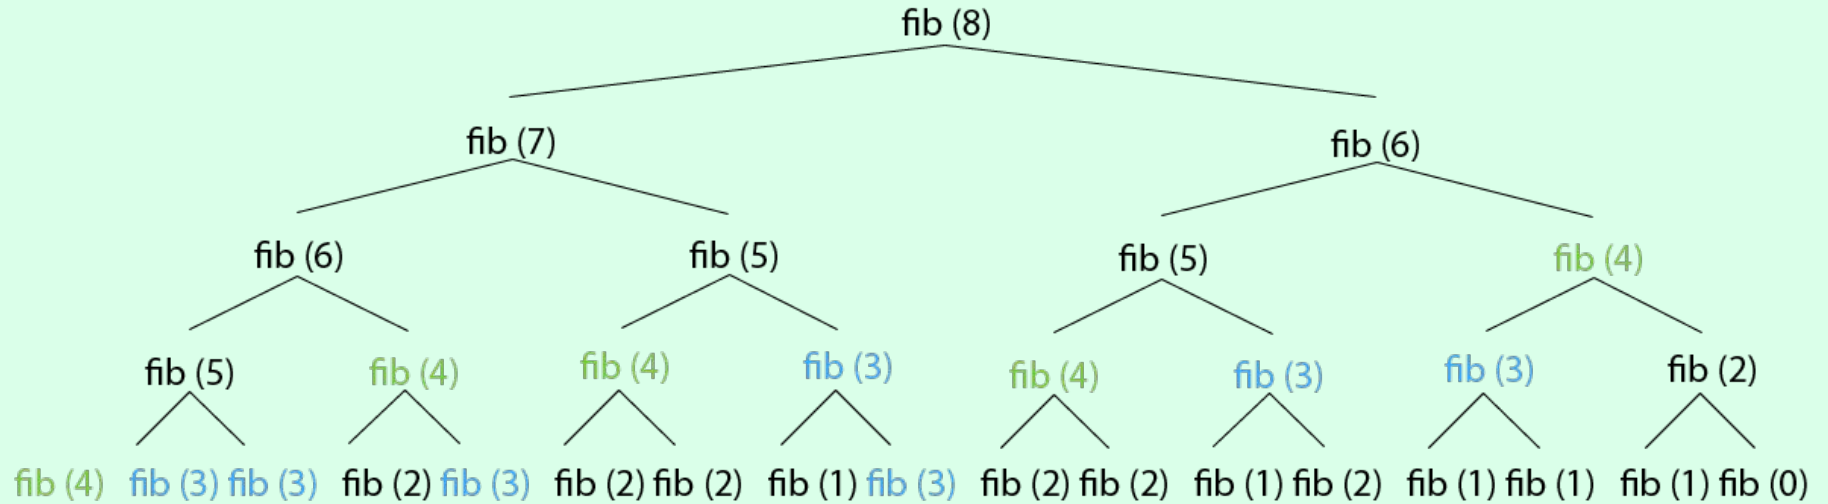 fib (8)
fib (7) fib (6)
fib (6) fib (5) fib (5) fib (4)
fib (5) fib (4) fib (4) fib (3) fib (4) fib (3) fib (3) fib (2)
fib (4) fib (3) fib (3) fib (2) fib (3) fib (2) fib (2) fib (1) fib (3) fib (2) fib (2) fib (1) fib (2) fib (1) fib (1) fib (1) fib (0)